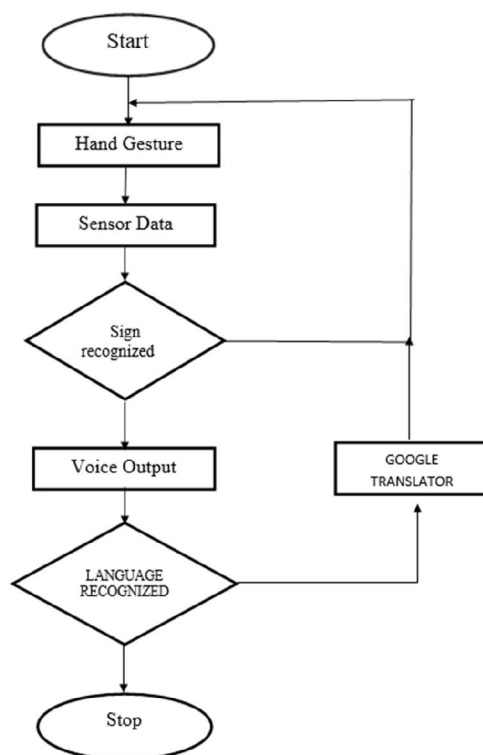 Start
Hand Gesture
Sensor Data
Sign
recognized
Voice Output
GOOGLE
TRANSLATOR
LANGUAGE
RECOGNIZED
Stop